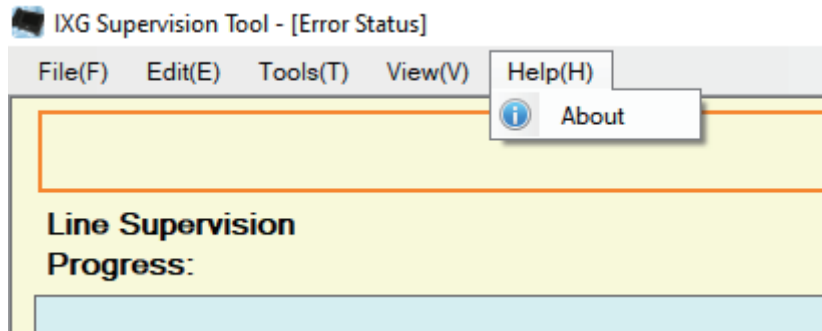 IXG Supervision Tool - [Error Status]
File(F) Edit(E) Tools(T) View(V) Help(H)
About
Line Supervision
Progress: